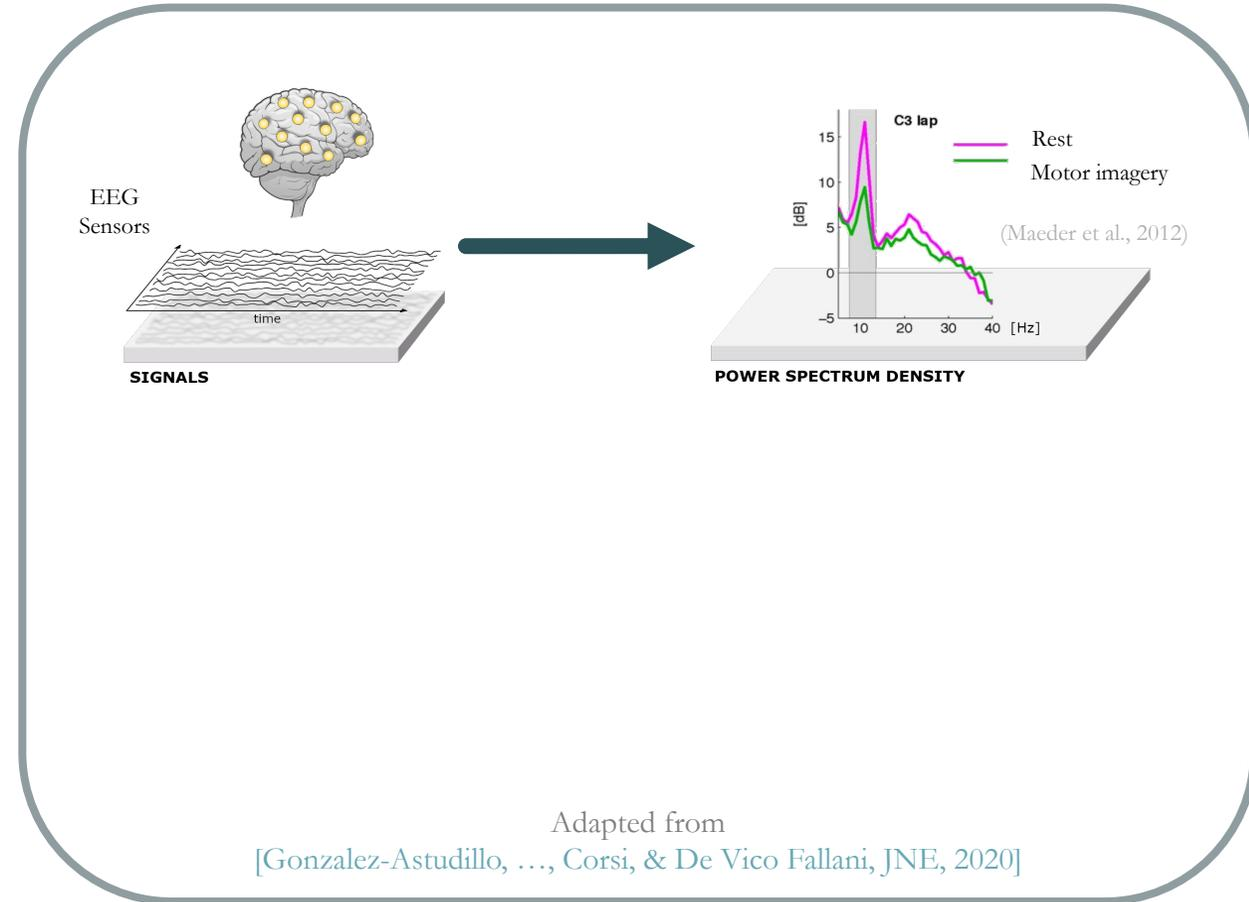 EEG
Sensors
time
SIGNALS
C3 lap
Rest
Motor imagery
(Maeder et al., 2012)
[dB]
15
10
5
0
–5
10 20 30 40 [Hz]
POWER SPECTRUM DENSITY
Adapted from
[Gonzalez-Astudillo, …, Corsi, & De Vico Fallani, JNE, 2020]